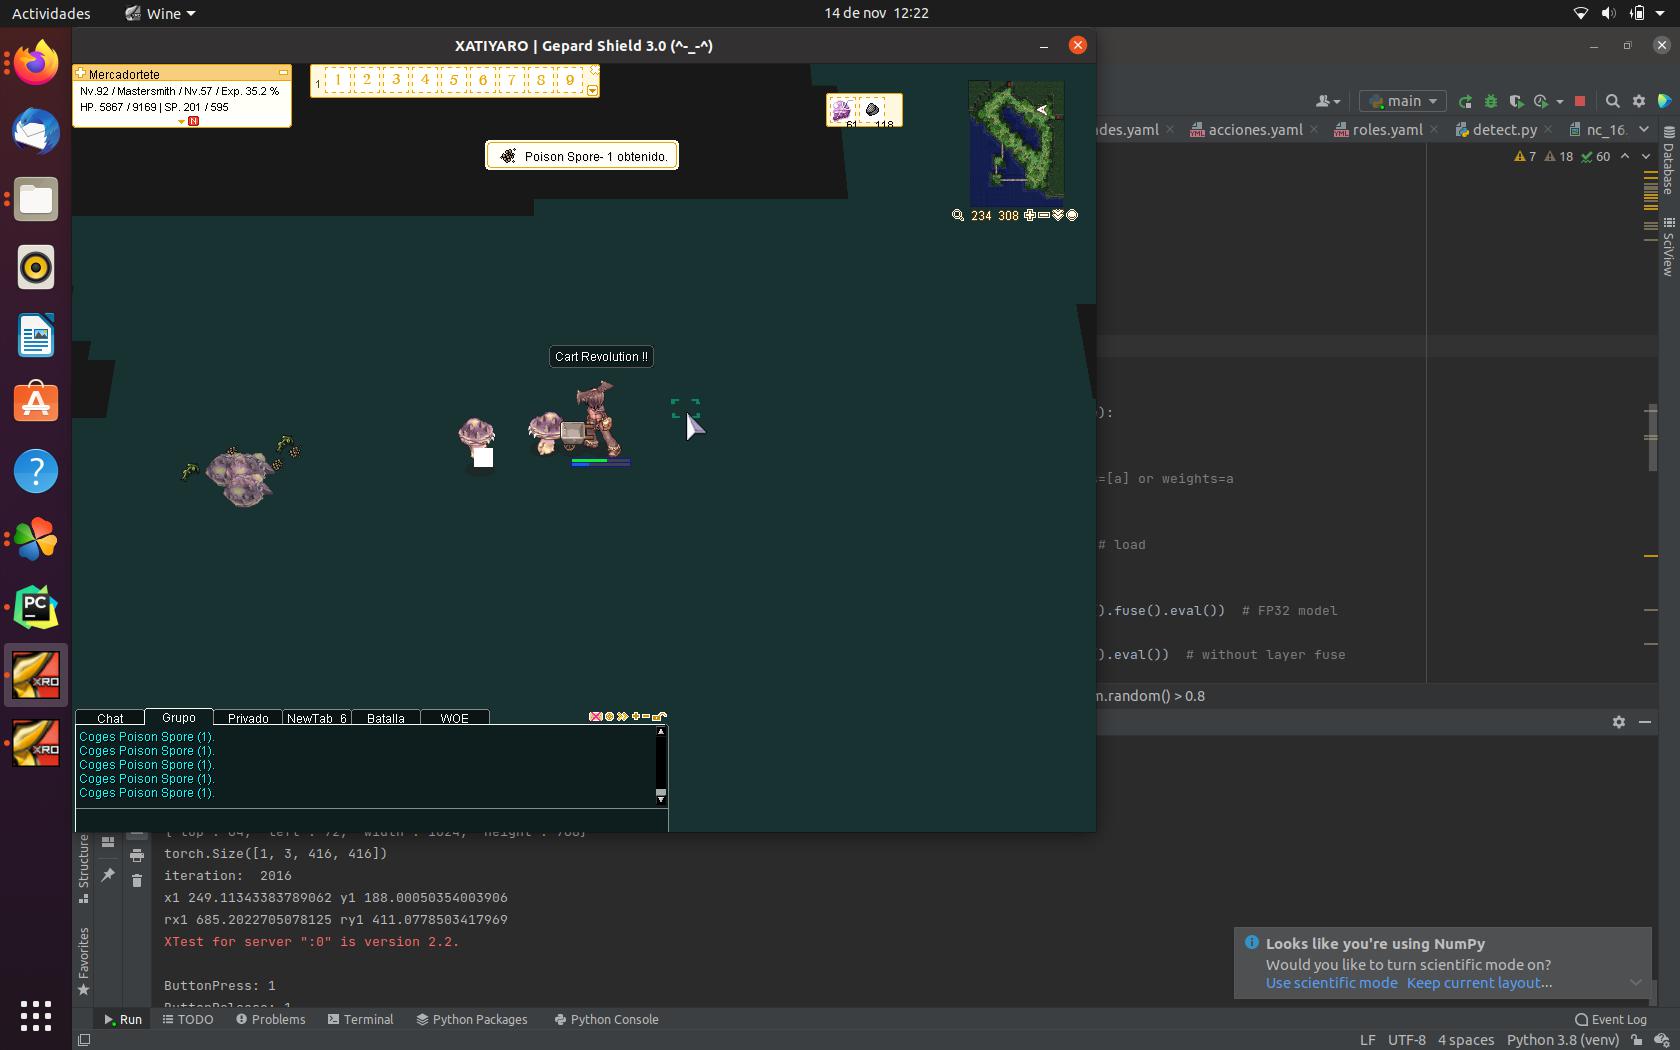 Actividades
Wine
14 de nov 12:22
XATIYARO | Gepard Shield 3.0 (^-_-^)
Mercadortete
Nv.92 / Mastersmith / Nv.57 / Exp. 35.2 %
HP. 5867 / 9169 | SP. 201 / 595
N
1
1 2 3 4 5 6 7 8 9
61 118
Poison Spore- 1 obtenido.
234 308
main
des.yaml
acciones.yaml
roles.yaml
detect.py
nc_16.
7 18 60
Database
SciView
Cart Revolution !!
):
=[a] or weights=a
# load
).fuse().eval()) # FP32 model
).eval()) # without layer fuse
m.random() > 0.8
Chat
Grupo
Privado
NewTab_6
Batalla
WOE
Coges Poison Spore (1).
Coges Poison Spore (1).
Coges Poison Spore (1).
Coges Poison Spore (1).
Coges Poison Spore (1).
torch.Size([1, 3, 416, 416])
iteration: 2016
x1 249.11343383789062 y1 188.00050354003906
rx1 685.2022705078125 ry1 411.0778503417969
XTest for server ":0" is version 2.2.
ButtonPress: 1
ButtonRelease: 1
Structure
Favorites
PC
XRO
XRO
Looks like you're using NumPy
Would you like to turn scientific mode on?
Use scientific mode Keep current layout...
Run
TODO
Problems
Terminal
Python Packages
Python Console
Event Log
LF UTF-8 4 spaces Python 3.8 (venv)